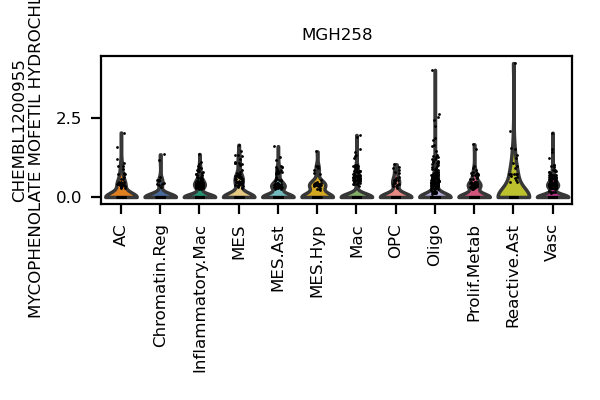 MGH258
CHEMBL1200955
MYCOPHENOLATE MOFETIL
2.5
0.0
AC
Chromatin.Reg
Inflammatory.Mac
MES
MES.Ast
MES.Hyp
Mac
OPC
Oligo
Prolif.Metab
Reactive.Ast
Vasc